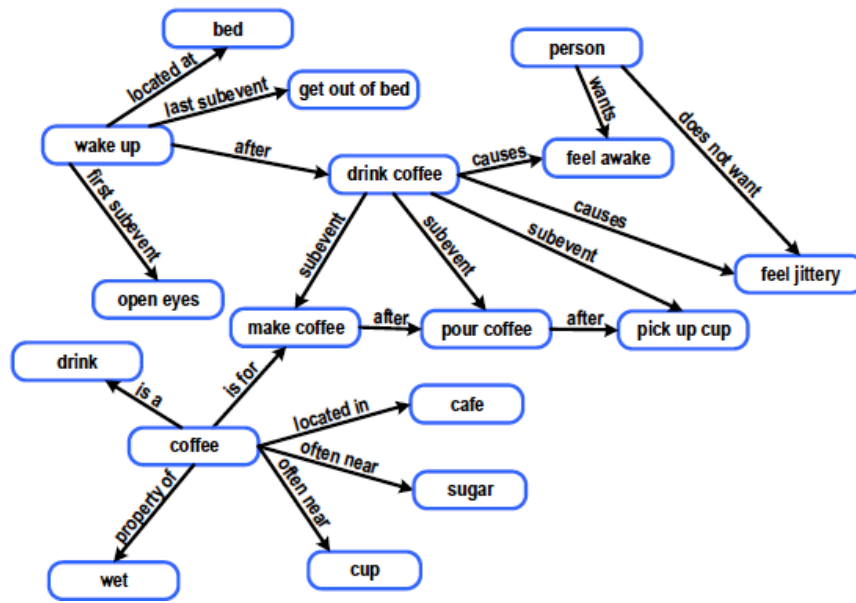 bed
person
located at
last subevent
get out of bed
wants
does not want
wake up
after
drink coffee
causes
feel awake
first subevent
causes
subevent
subevent
subevent
feel jittery
open eyes
make coffee
after
pour coffee
after
pick up cup
drink
is a
is for
located in
cafe
coffee
often near
sugar
often near
property of
wet
cup